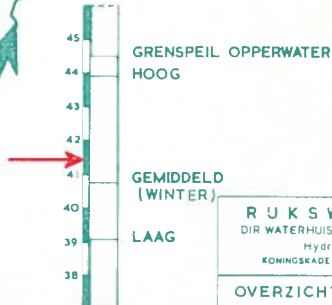 45
GRENSPEIL OPPERWATER
44
HOOG
43
42
41
GEMIDDELD
(WINTER)
40
39
LAAG
38
RIJKSW
DIR WATERHUIS
Hydr
KONINGSKADE
OVERZICHT